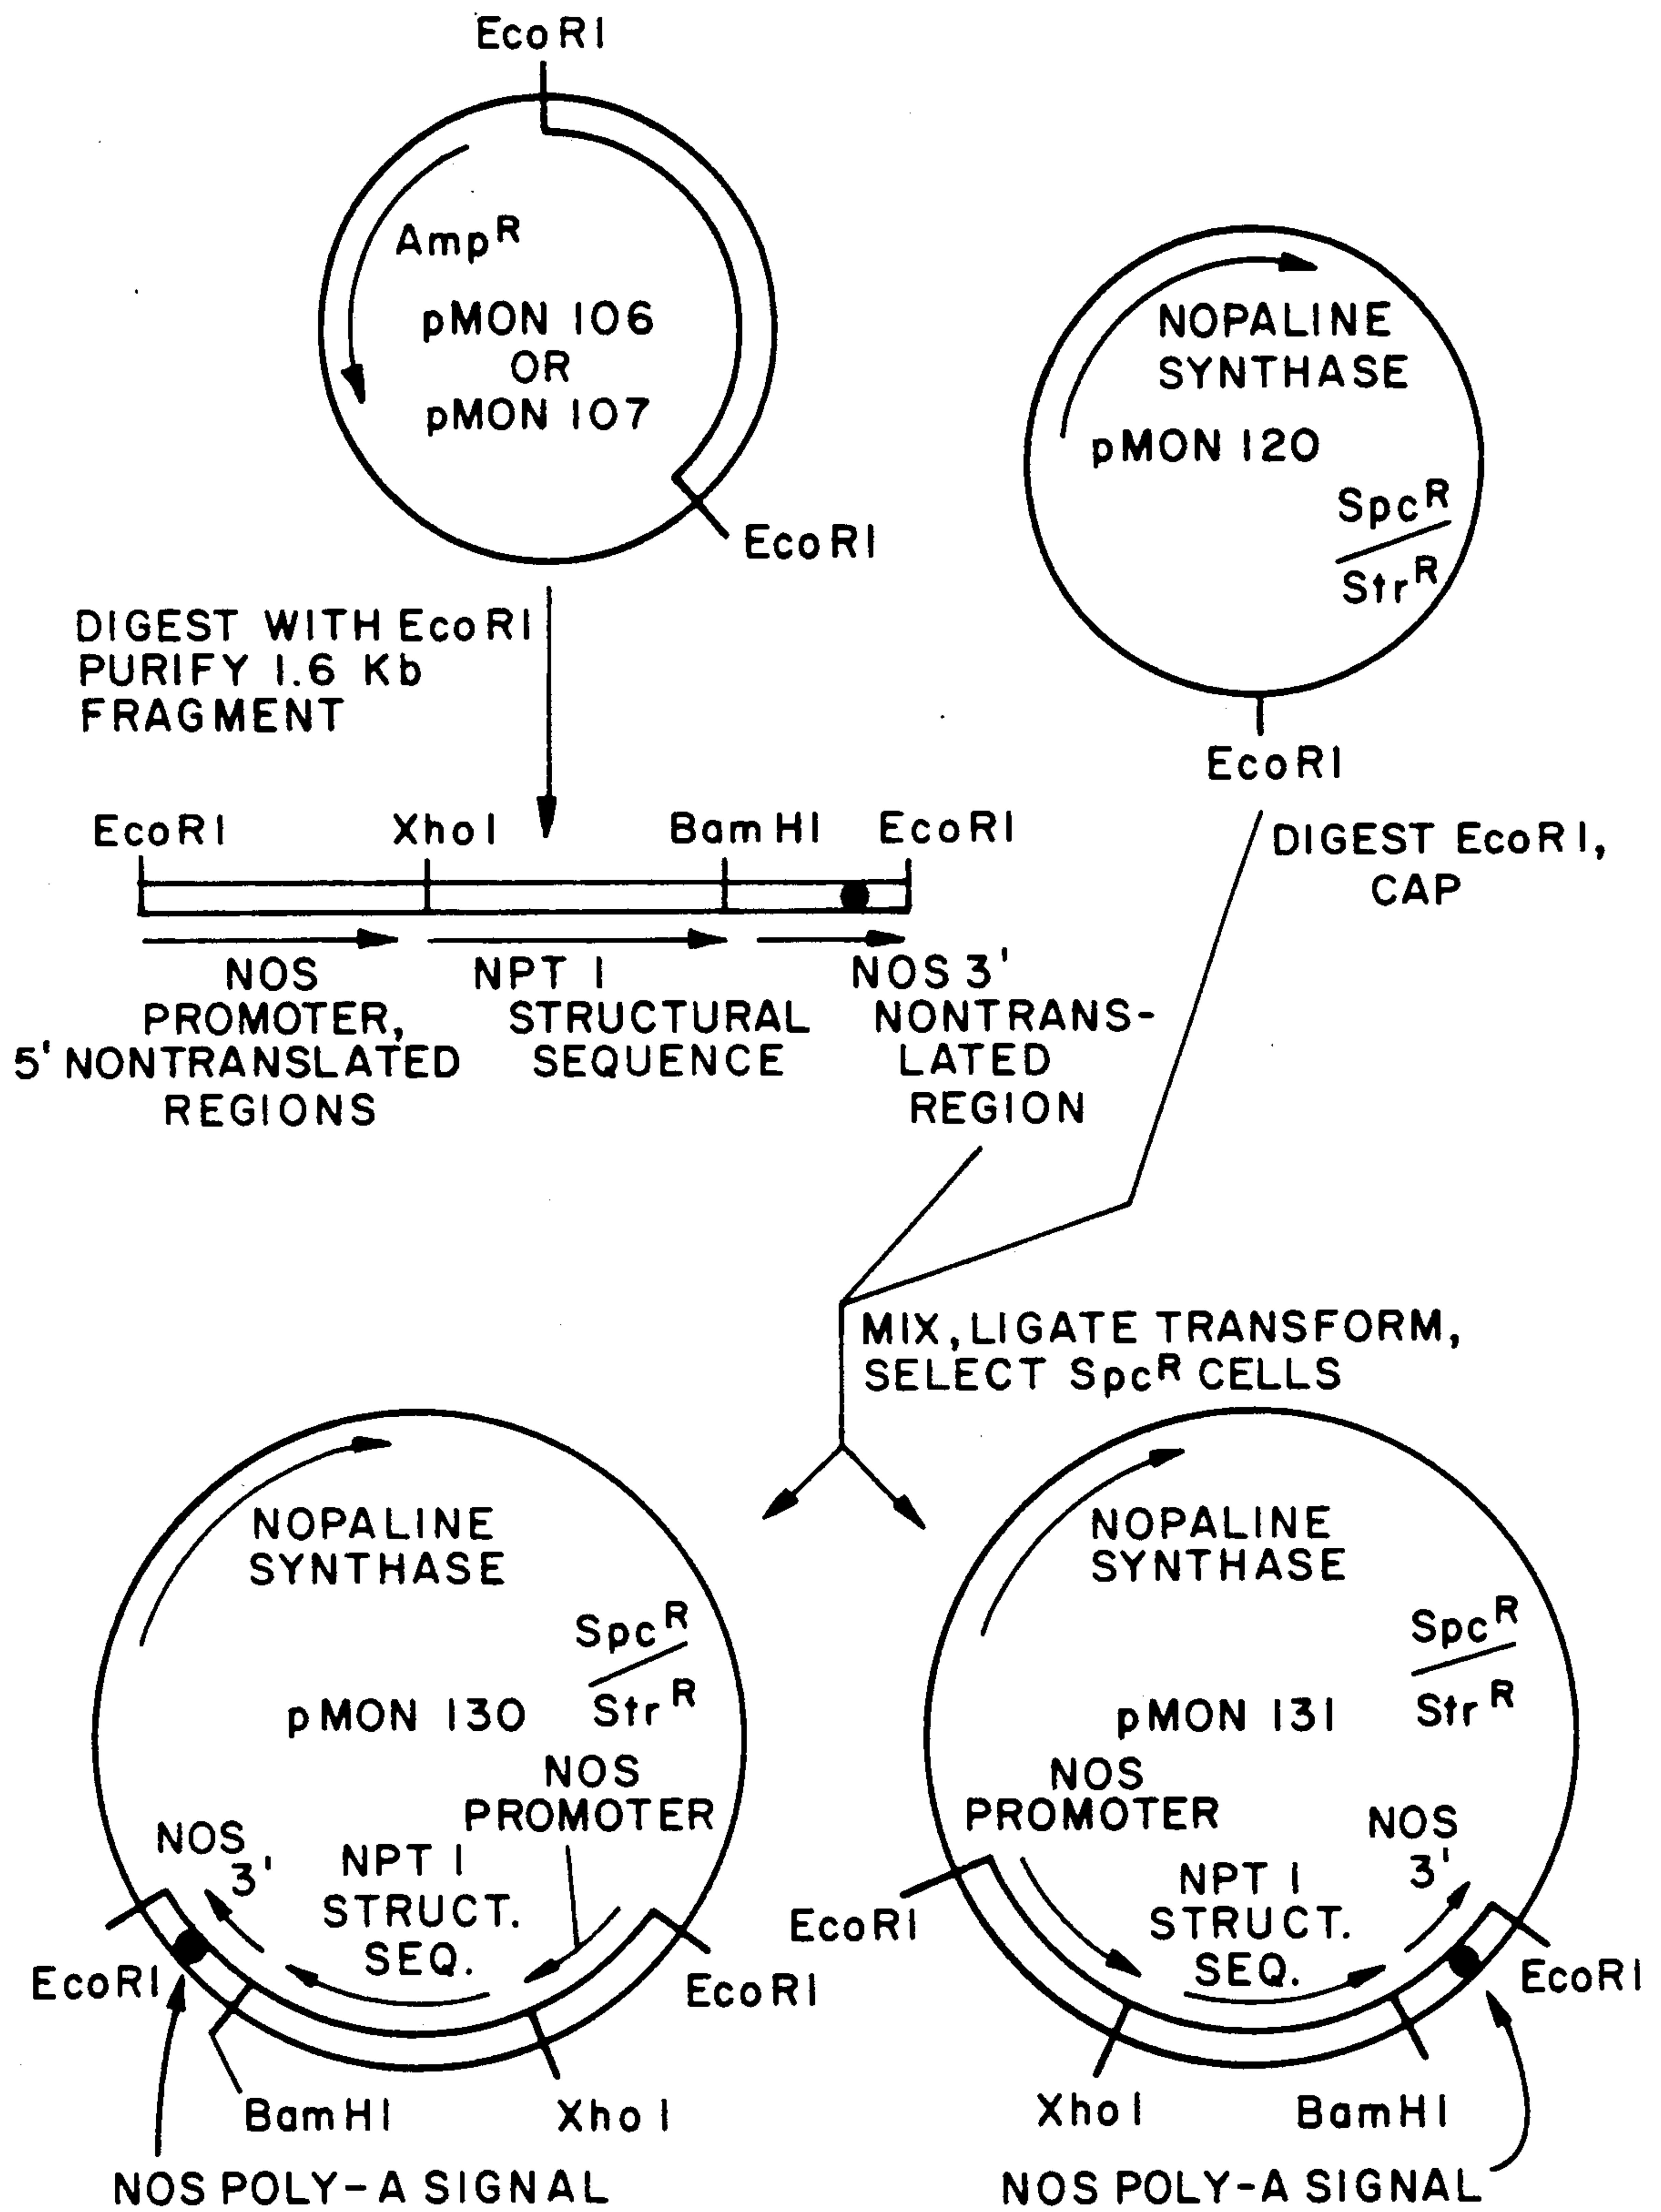 EcoRI
AmpR
pMON 106
OR
pMON 107
EcoRI
NOPALINE
SYNTHASE
pMON 120
SpcR
StrR
EcoRI
DIGEST WITH EcoRI
PURIFY 1.6 Kb
FRAGMENT
DIGEST EcoRI,
CAP
EcoRI XhoI BamHI EcoRI
NOS
PROMOTER,
5' NONTRANSLATED
REGIONS
NPT I
STRUCTURAL
SEQUENCE
NOS 3'
NONTRANS-
LATED
REGION
MIX, LIGATE TRANSFORM,
SELECT SpcR CELLS
NOPALINE
SYNTHASE
SpcR
StrR
pMON 130
NOS
PROMOTER
NOS
3'
NPT I
STRUCT.
SEQ.
EcoRI
EcoRI
BamHI
XhoI
NOS POLY-A SIGNAL
NOPALINE
SYNTHASE
SpcR
StrR
pMON 131
NOS
PROMOTER
NOS
3'
NPT I
STRUCT.
SEQ.
EcoRI
EcoRI
XhoI
BamHI
NOS POLY-A SIGNAL